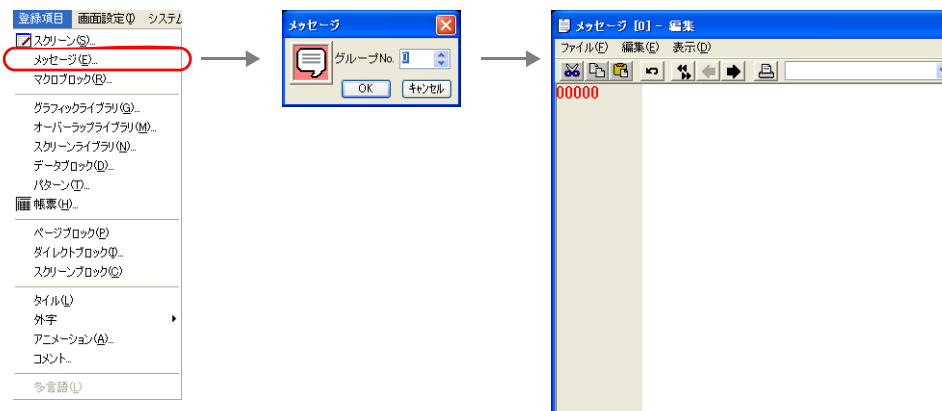 登録項目 画面設定(I) システム
スクリーン(S)...
メッセージ(E)...
マクロブロック(R)...
グラフィックライブラリ(G)...
オーバーラップライブラリ(M)...
スクリーンライブラリ(N)...
データブロック(D)...
パターン(T)...
帳票(H)...
ページブロック(P)
ダイレクトブロック(I)...
スクリーンブロック(C)
タイル(L)
外字
アニメーション(A)...
コメント...
多言語(L)
メッセージ
グループNo. 0
OK キャンセル
メッセージ [0] - 編集
ファイル(F) 編集(E) 表示(D)
00000